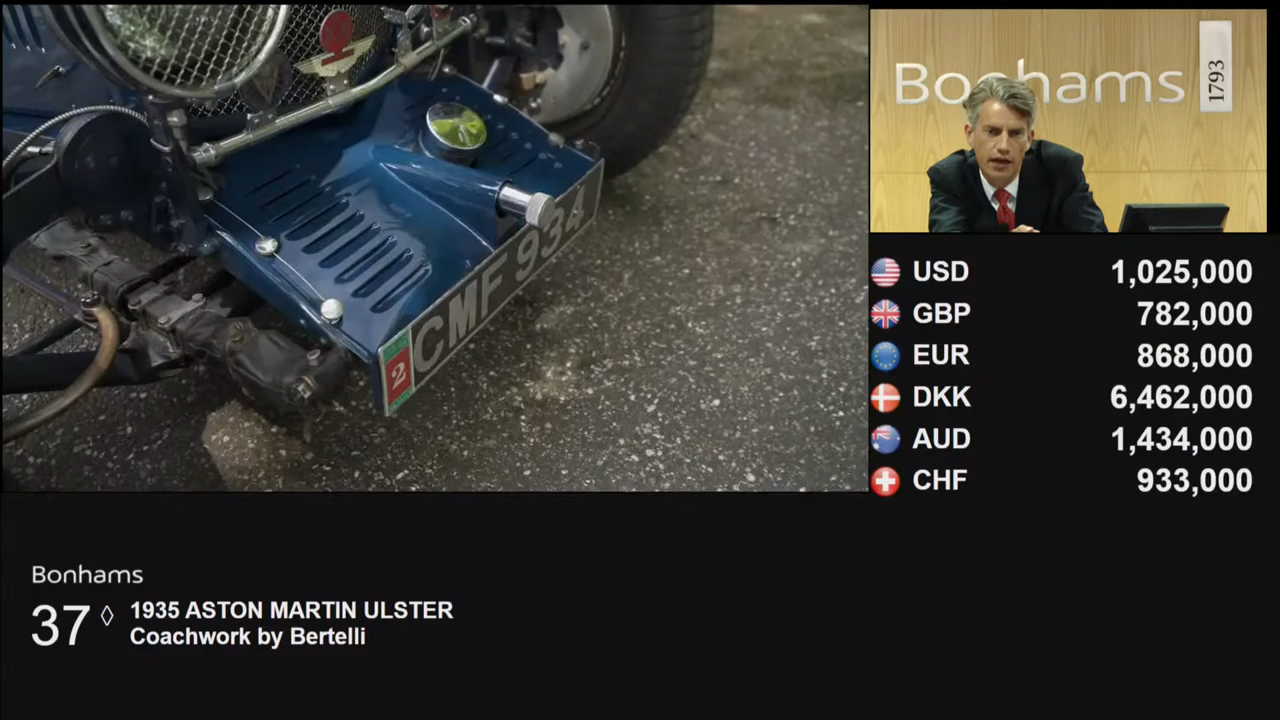 Bonhams
1793
CMF 934
2
USD 1,025,000
GBP 782,000
EUR 868,000
DKK 6,462,000
AUD 1,434,000
CHF 933,000
Bonhams
37 ◊ 1935 ASTON MARTIN ULSTER
Coachwork by Bertelli